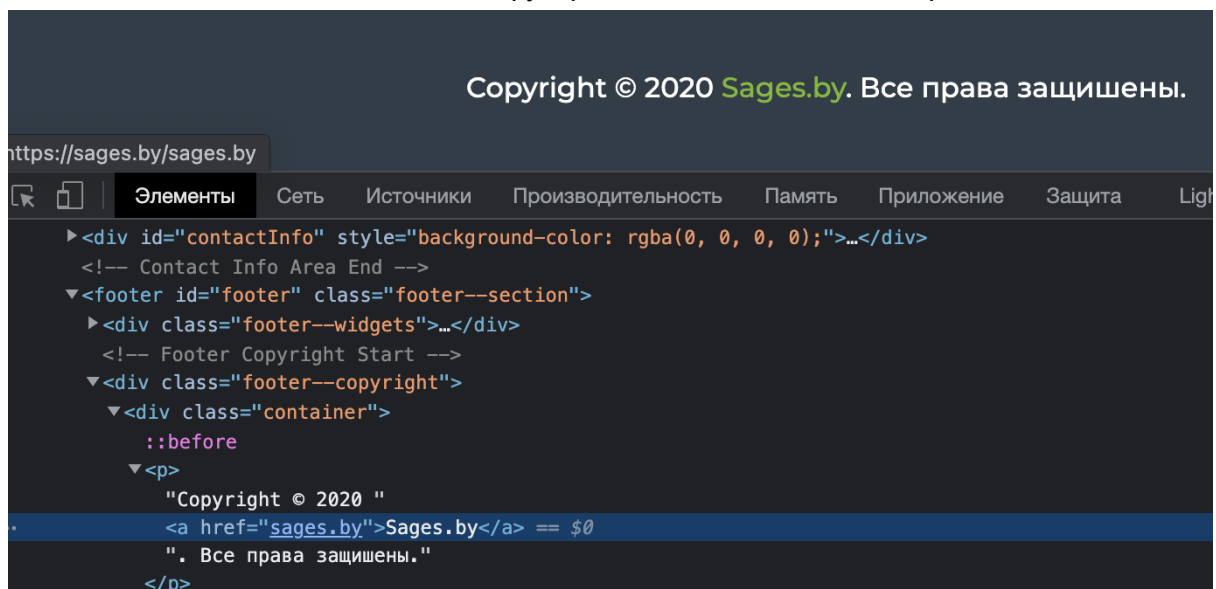 Copyright © 2020 Sages.by. Все права защишены.
https://sages.by/sages.by
Элементы Сеть Источники Производительность Память Приложение Защита Ligh
<div id="contactInfo" style="background-color: rgba(0, 0, 0, 0);">…</div>
<!-- Contact Info Area End -->
<footer id="footer" class="footer--section">
<div class="footer--widgets">…</div>
<!-- Footer Copyright Start -->
<div class="footer--copyright">
<div class="container">
::before
<p>
"Copyright © 2020 "
<a href="sages.by">Sages.by</a> == $0
". Все права защишены."
</p>